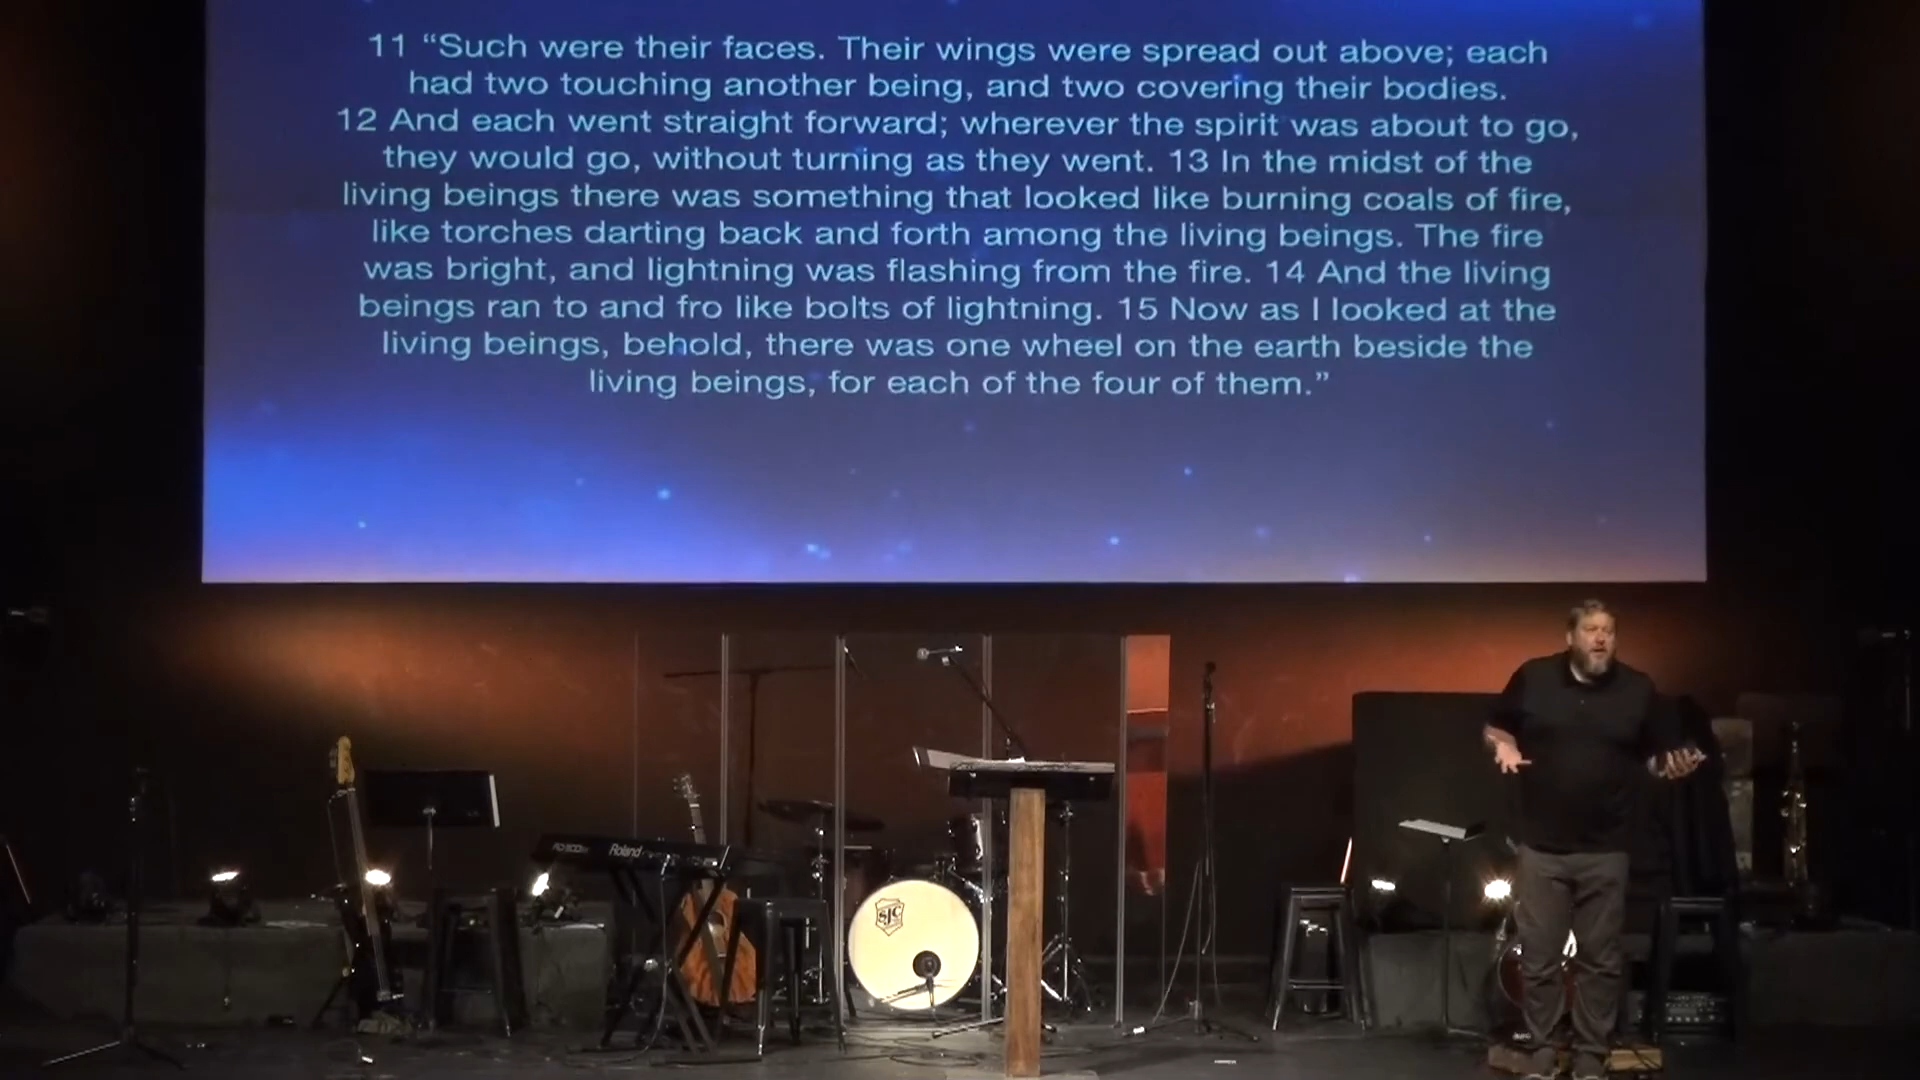 11 “Such were their faces. Their wings were spread out above; each
had two touching another being, and two covering their bodies.
12 And each went straight forward; wherever the spirit was about to go,
they would go, without turning as they went. 13 In the midst of the
living beings there was something that looked like burning coals of fire,
like torches darting back and forth among the living beings. The fire
was bright, and lightning was flashing from the fire. 14 And the living
beings ran to and fro like bolts of lightning. 15 Now as I looked at the
living beings, behold, there was one wheel on the earth beside the
living beings, for each of the four of them.”
Roland
SJC